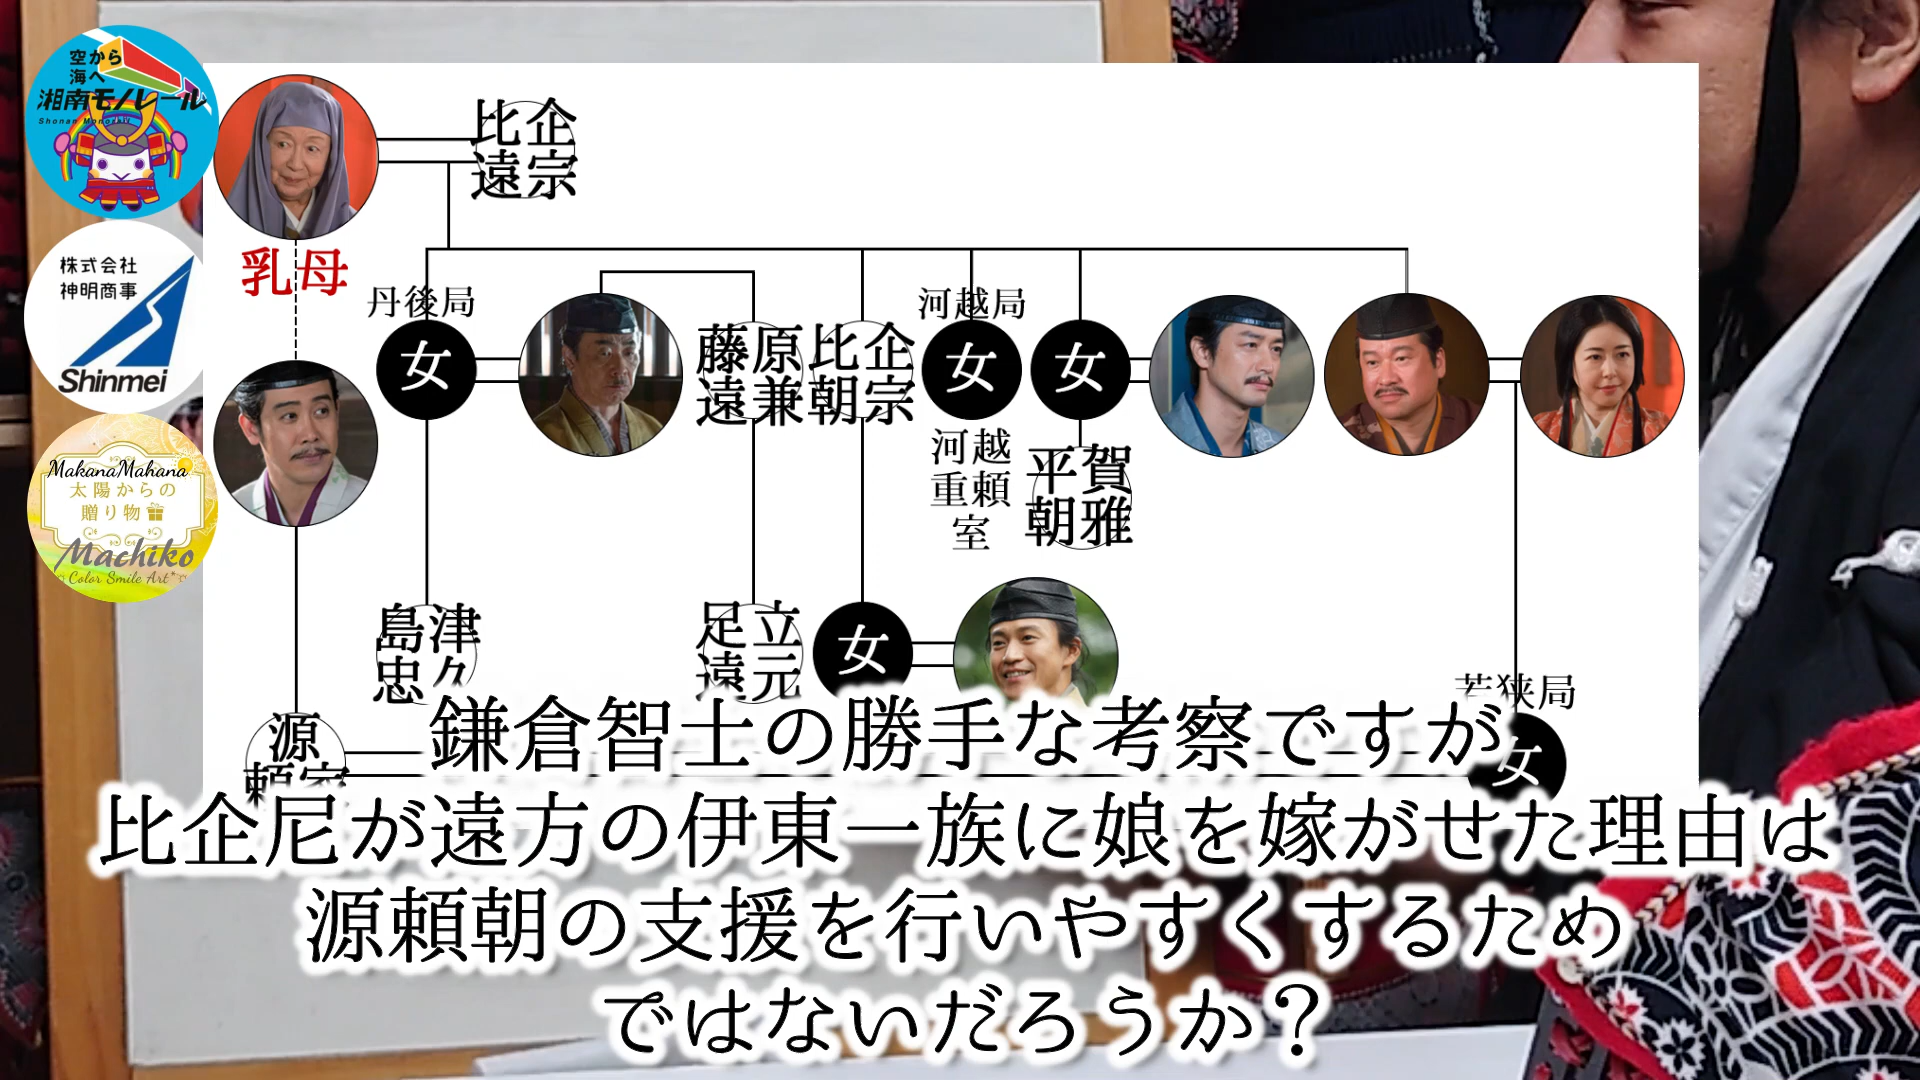 空から
海へ
湘南モノレール
Shonan Monorail
株式会社
神明商事
Shinmei
MakanaMahana
太陽からの
贈り物
Machiko
Color Smile Art
比企
遠宗
乳母
丹後局
女
藤原
遠兼
比企
朝宗
河越局
女
河越
重頼
室
女
平賀
朝雅
島津
忠久
足立
遠元
女
源
頼家
若狭局
女
鎌倉智士の勝手な考察ですが
比企尼が遠方の伊東一族に娘を嫁がせた理由は
源頼朝の支援を行いやすくするため
ではないだろうか？